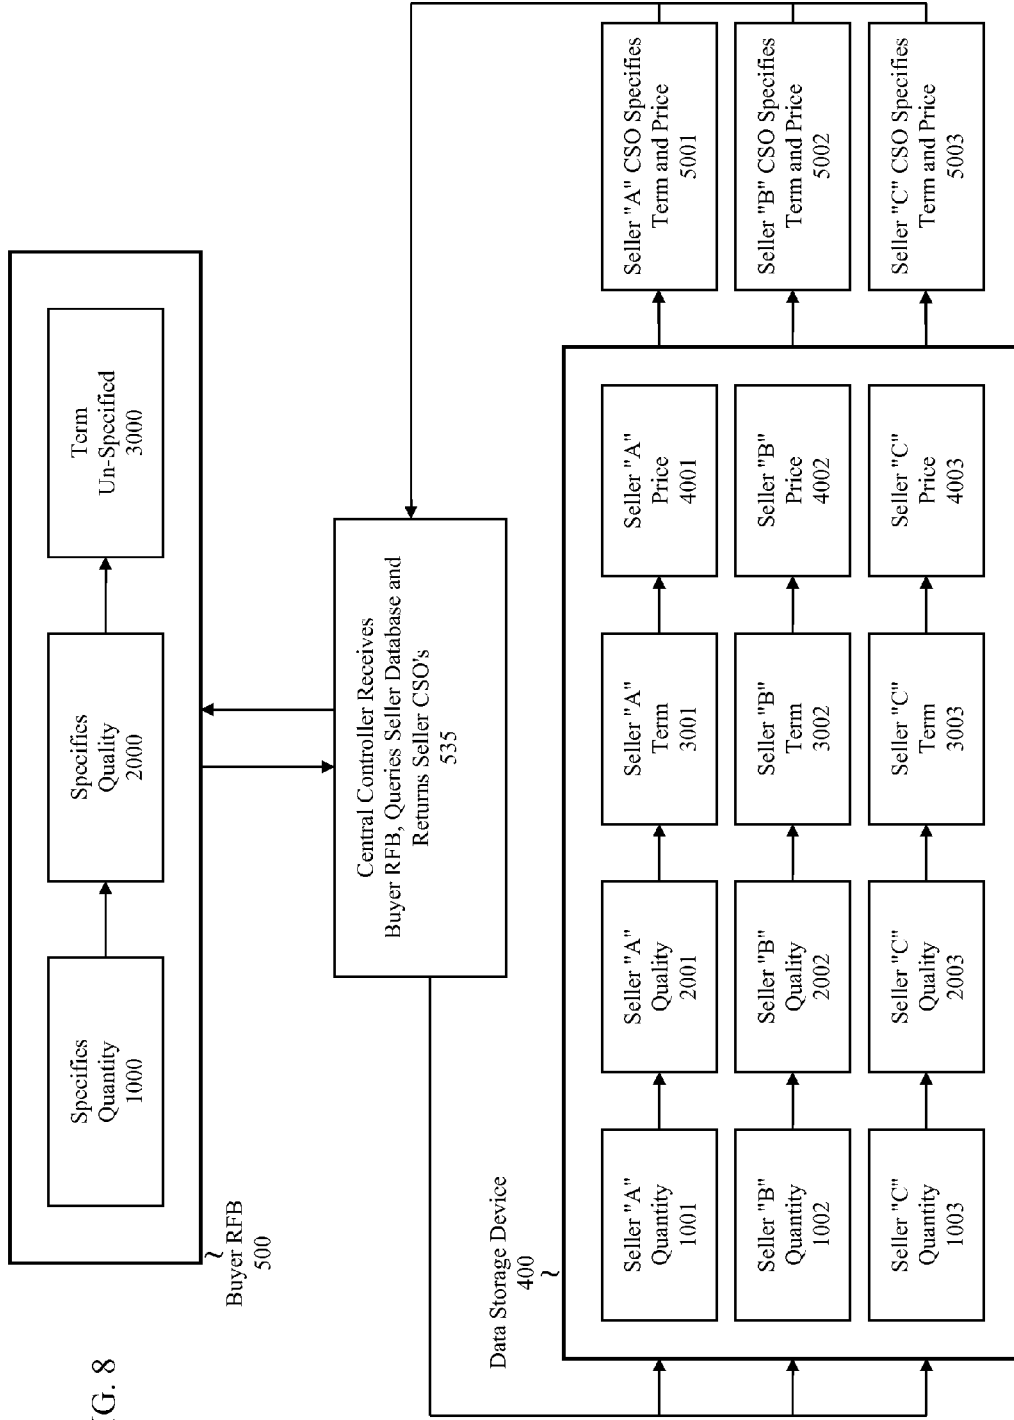 IG. 8
Buyer RFB
500
Specifics
Quantity
1000
Specifics
Quality
2000
Term
Un-Specified
3000
Central Controller Receives
Buyer RFB, Queries Seller Database and
Returns Seller CSO's
535
Data Storage Device
400
Seller "A"
Quantity
1001
Seller "A"
Quality
2001
Seller "A"
Term
3001
Seller "A"
Price
4001
Seller "A" CSO Specifies
Term and Price
5001
Seller "B"
Quantity
1002
Seller "B"
Quality
2002
Seller "B"
Term
3002
Seller "B"
Price
4002
Seller "B" CSO Specifies
Term and Price
5002
Seller "C"
Quantity
1003
Seller "C"
Quality
2003
Seller "C"
Term
3003
Seller "C"
Price
4003
Seller "C" CSO Specifies
Term and Price
5003